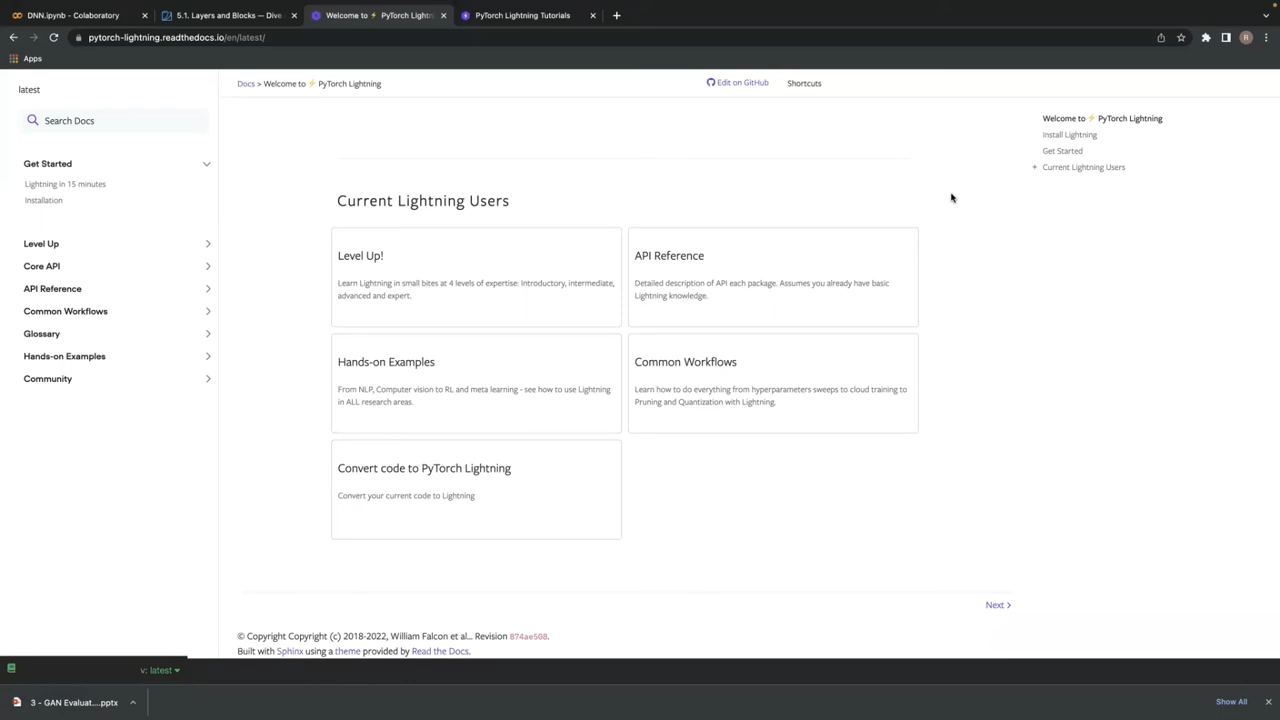 DNN.ipynb - Colaboratory
5.1. Layers and Blocks — Dive
Welcome to ⚡ PyTorch Lightn
PyTorch Lightning Tutorials
pytorch-lightning.readthedocs.io/en/latest/
R
Apps
latest
Search Docs
Get Started
Lightning in 15 minutes
Installation
Level Up
Core API
API Reference
Common Workflows
Glossary
Hands-on Examples
Community
v: latest
Docs > Welcome to ⚡ PyTorch Lightning
Edit on GitHub
Shortcuts
Current Lightning Users
Level Up!
Learn Lightning in small bites at 4 levels of expertise: Introductory, intermediate,
advanced and expert.
API Reference
Detailed description of API each package. Assumes you already have basic
Lightning knowledge.
Hands-on Examples
From NLP, Computer vision to RL and meta learning - see how to use Lightning
in ALL research areas.
Common Workflows
Learn how to do everything from hyperparameters sweeps to cloud training to
Pruning and Quantization with Lightning.
Convert code to PyTorch Lightning
Convert your current code to Lightning
Next
© Copyright Copyright (c) 2018-2022, William Falcon et al... Revision 874ae508.
Built with Sphinx using a theme provided by Read the Docs.
Welcome to ⚡ PyTorch Lightning
Install Lightning
Get Started
+ Current Lightning Users
3 - GAN Evaluat....pptx
Show All